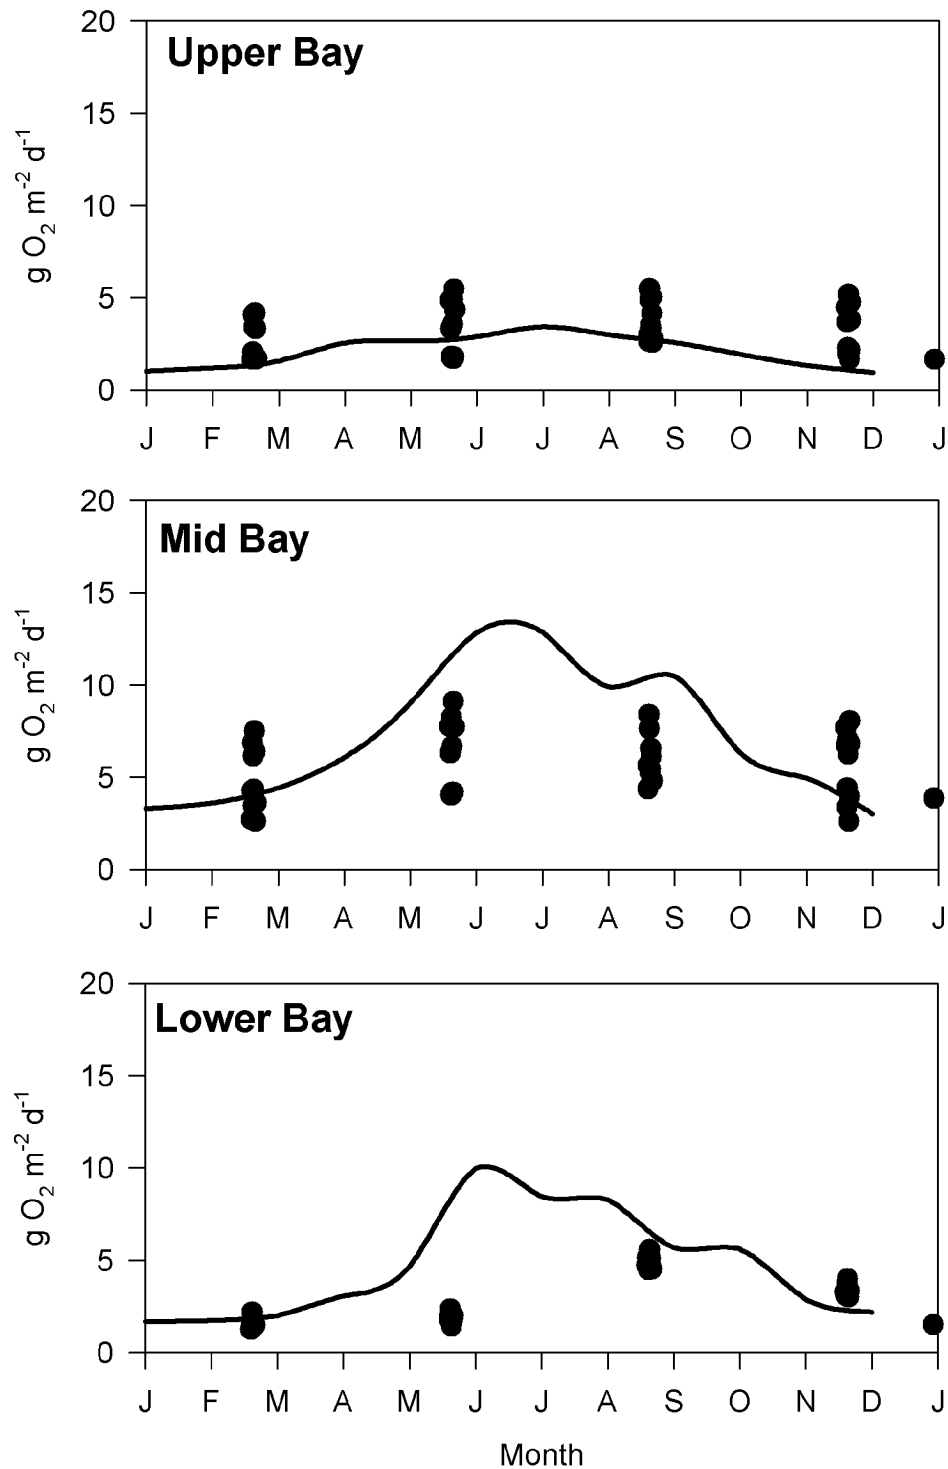 Upper Bay
20
15
10
5
0
g O₂ m⁻² d⁻¹
J F M A M J J A S O N D J
Mid Bay
20
15
10
5
0
g O₂ m⁻² d⁻¹
J F M A M J J A S O N D J
Lower Bay
20
15
10
5
0
g O₂ m⁻² d⁻¹
J F M A M J J A S O N D J
Month